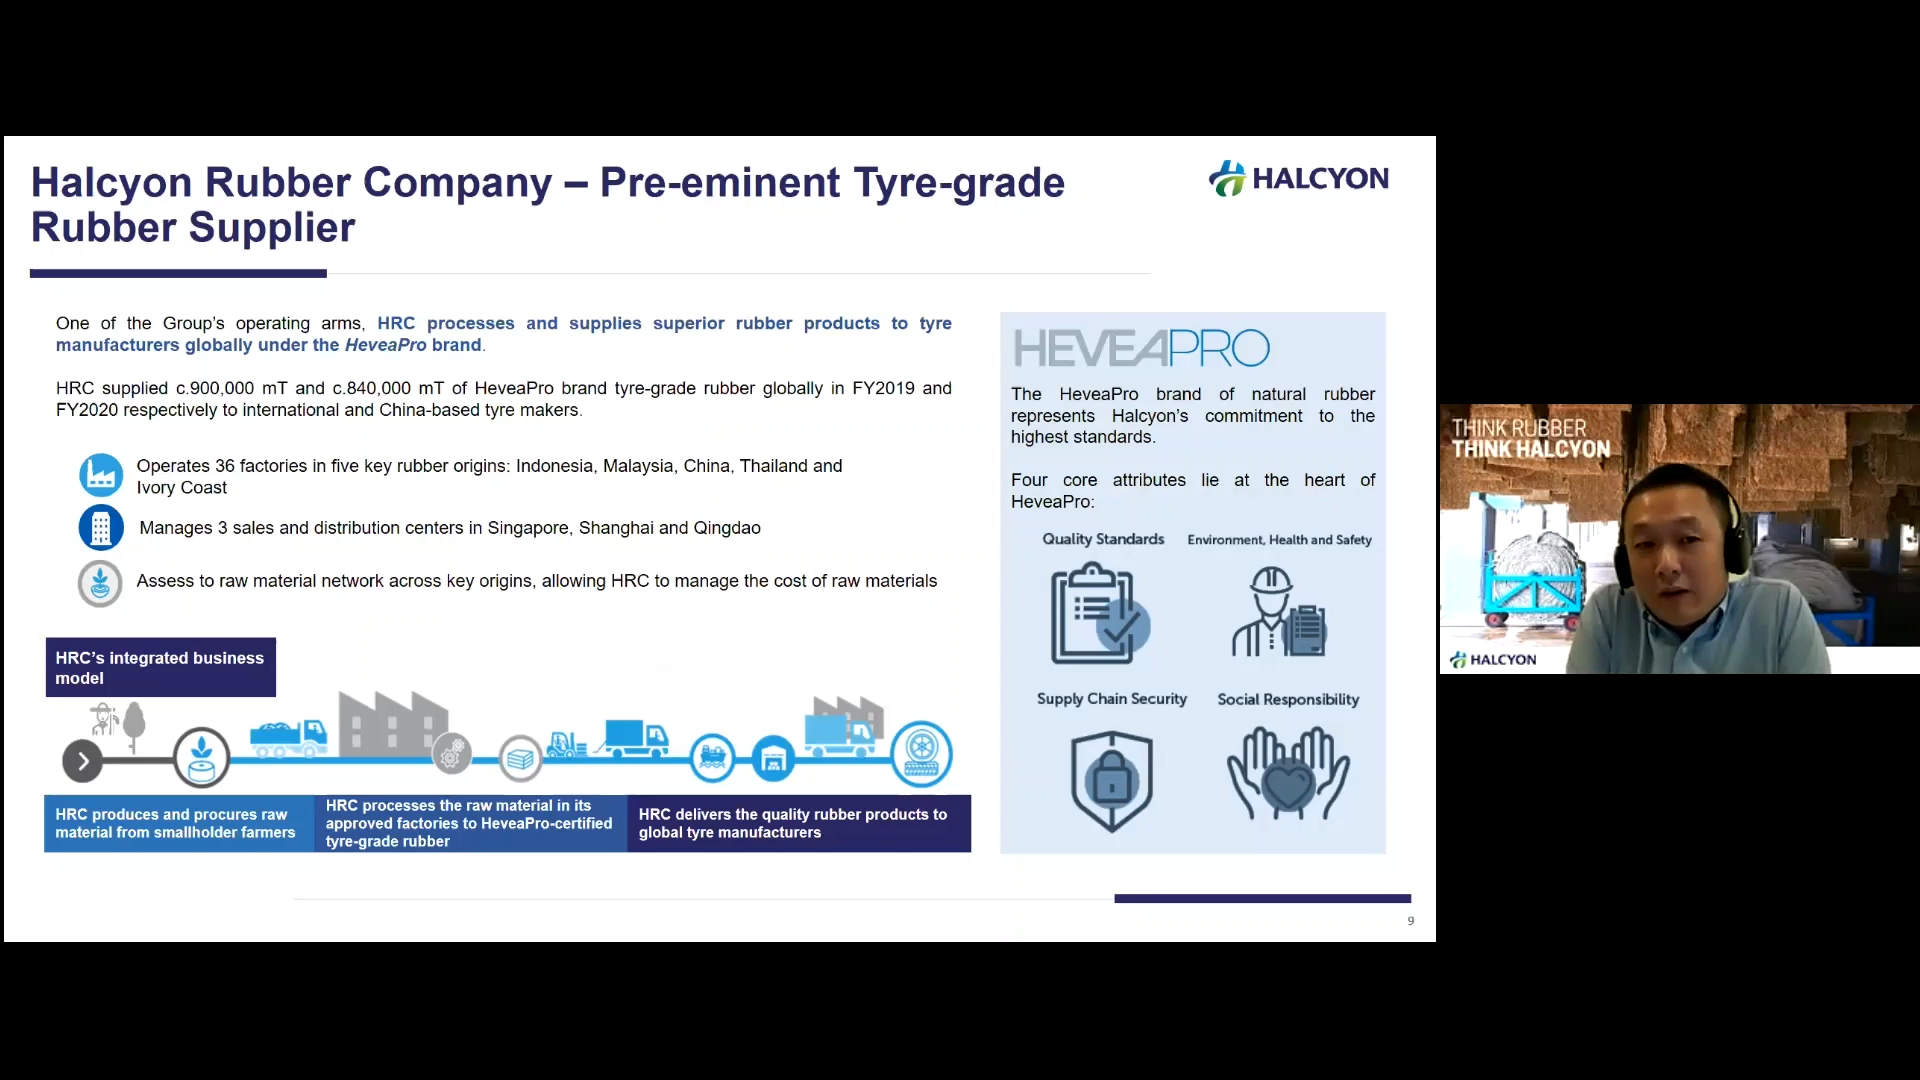 Halcyon Rubber Company – Pre-eminent Tyre-grade
Rubber Supplier
HALCYON
One of the Group's operating arms, HRC processes and supplies superior rubber products to tyre
manufacturers globally under the HeveaPro brand.
HRC supplied c.900,000 mT and c.840,000 mT of HeveaPro brand tyre-grade rubber globally in FY2019 and
FY2020 respectively to international and China-based tyre makers.
Operates 36 factories in five key rubber origins: Indonesia, Malaysia, China, Thailand and
Ivory Coast
Manages 3 sales and distribution centers in Singapore, Shanghai and Qingdao
Assess to raw material network across key origins, allowing HRC to manage the cost of raw materials
HRC's integrated business
model
HRC produces and procures raw
material from smallholder farmers
HRC processes the raw material in its
approved factories to HeveaPro-certified
tyre-grade rubber
HRC delivers the quality rubber products to
global tyre manufacturers
HEVEAPRO
The HeveaPro brand of natural rubber
represents Halcyon's commitment to the
highest standards.
Four core attributes lie at the heart of
HeveaPro:
Quality Standards
Environment, Health and Safety
Supply Chain Security
Social Responsibility
9
THINK RUBBER
THINK HALCYON
HALCYON